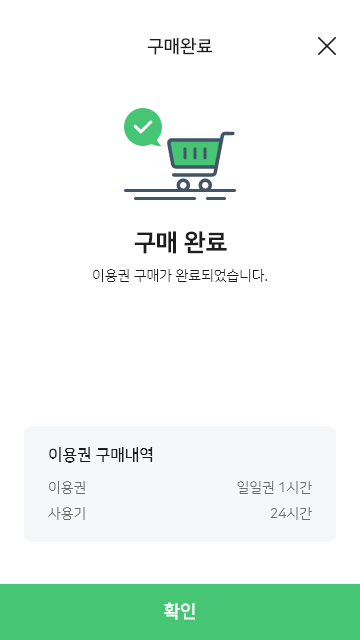 구매완료
구매 완료
이용권 구매가 완료되었습니다.
이용권 구매내역
이용권 일일권 1시간
사용기 24시간
확인